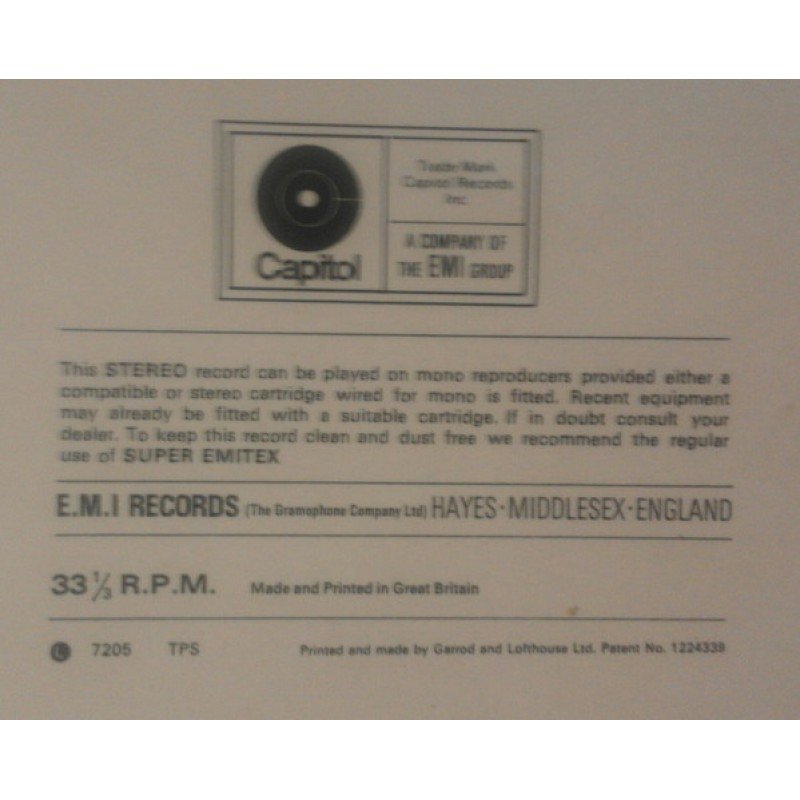 Capitol
Trade Mark
Capitol Records
Inc.
A COMPANY OF
THE EMI GROUP
This STEREO record can be played on mono reproducers provided either a
compatible or stereo cartridge wired for mono is fitted. Recent equipment
may already be fitted with a suitable cartridge. If in doubt consult your
dealer. To keep this record clean and dust free we recommend the regular
use of SUPER EMITEX
E.M.I RECORDS (The Gramophone Company Ltd) HAYES·MIDDLESEX·ENGLAND
33⅓ R.P.M. Made and Printed in Great Britain
L 7205 TPS Printed and made by Garrod and Lofthouse Ltd. Patent No. 1224339